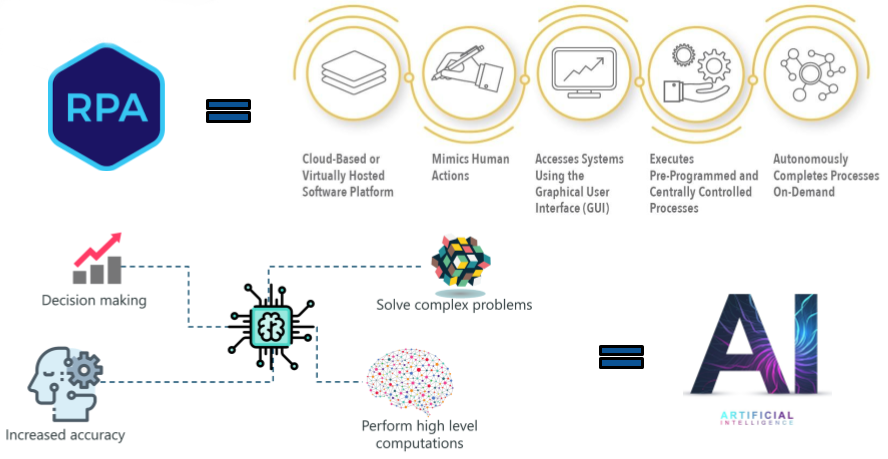 RPA
Cloud-Based or
Virtually Hosted
Software Platform
Mimics Human
Actions
Accesses Systems
Using the
Graphical User
Interface (GUI)
Executes
Pre-Programmed and
Centrally Controlled
Processes
Autonomously
Completes Processes
On-Demand
Decision making
Solve complex problems
Increased accuracy
Perform high level
computations
AI
ARTIFICIAL
INTELLIGENCE